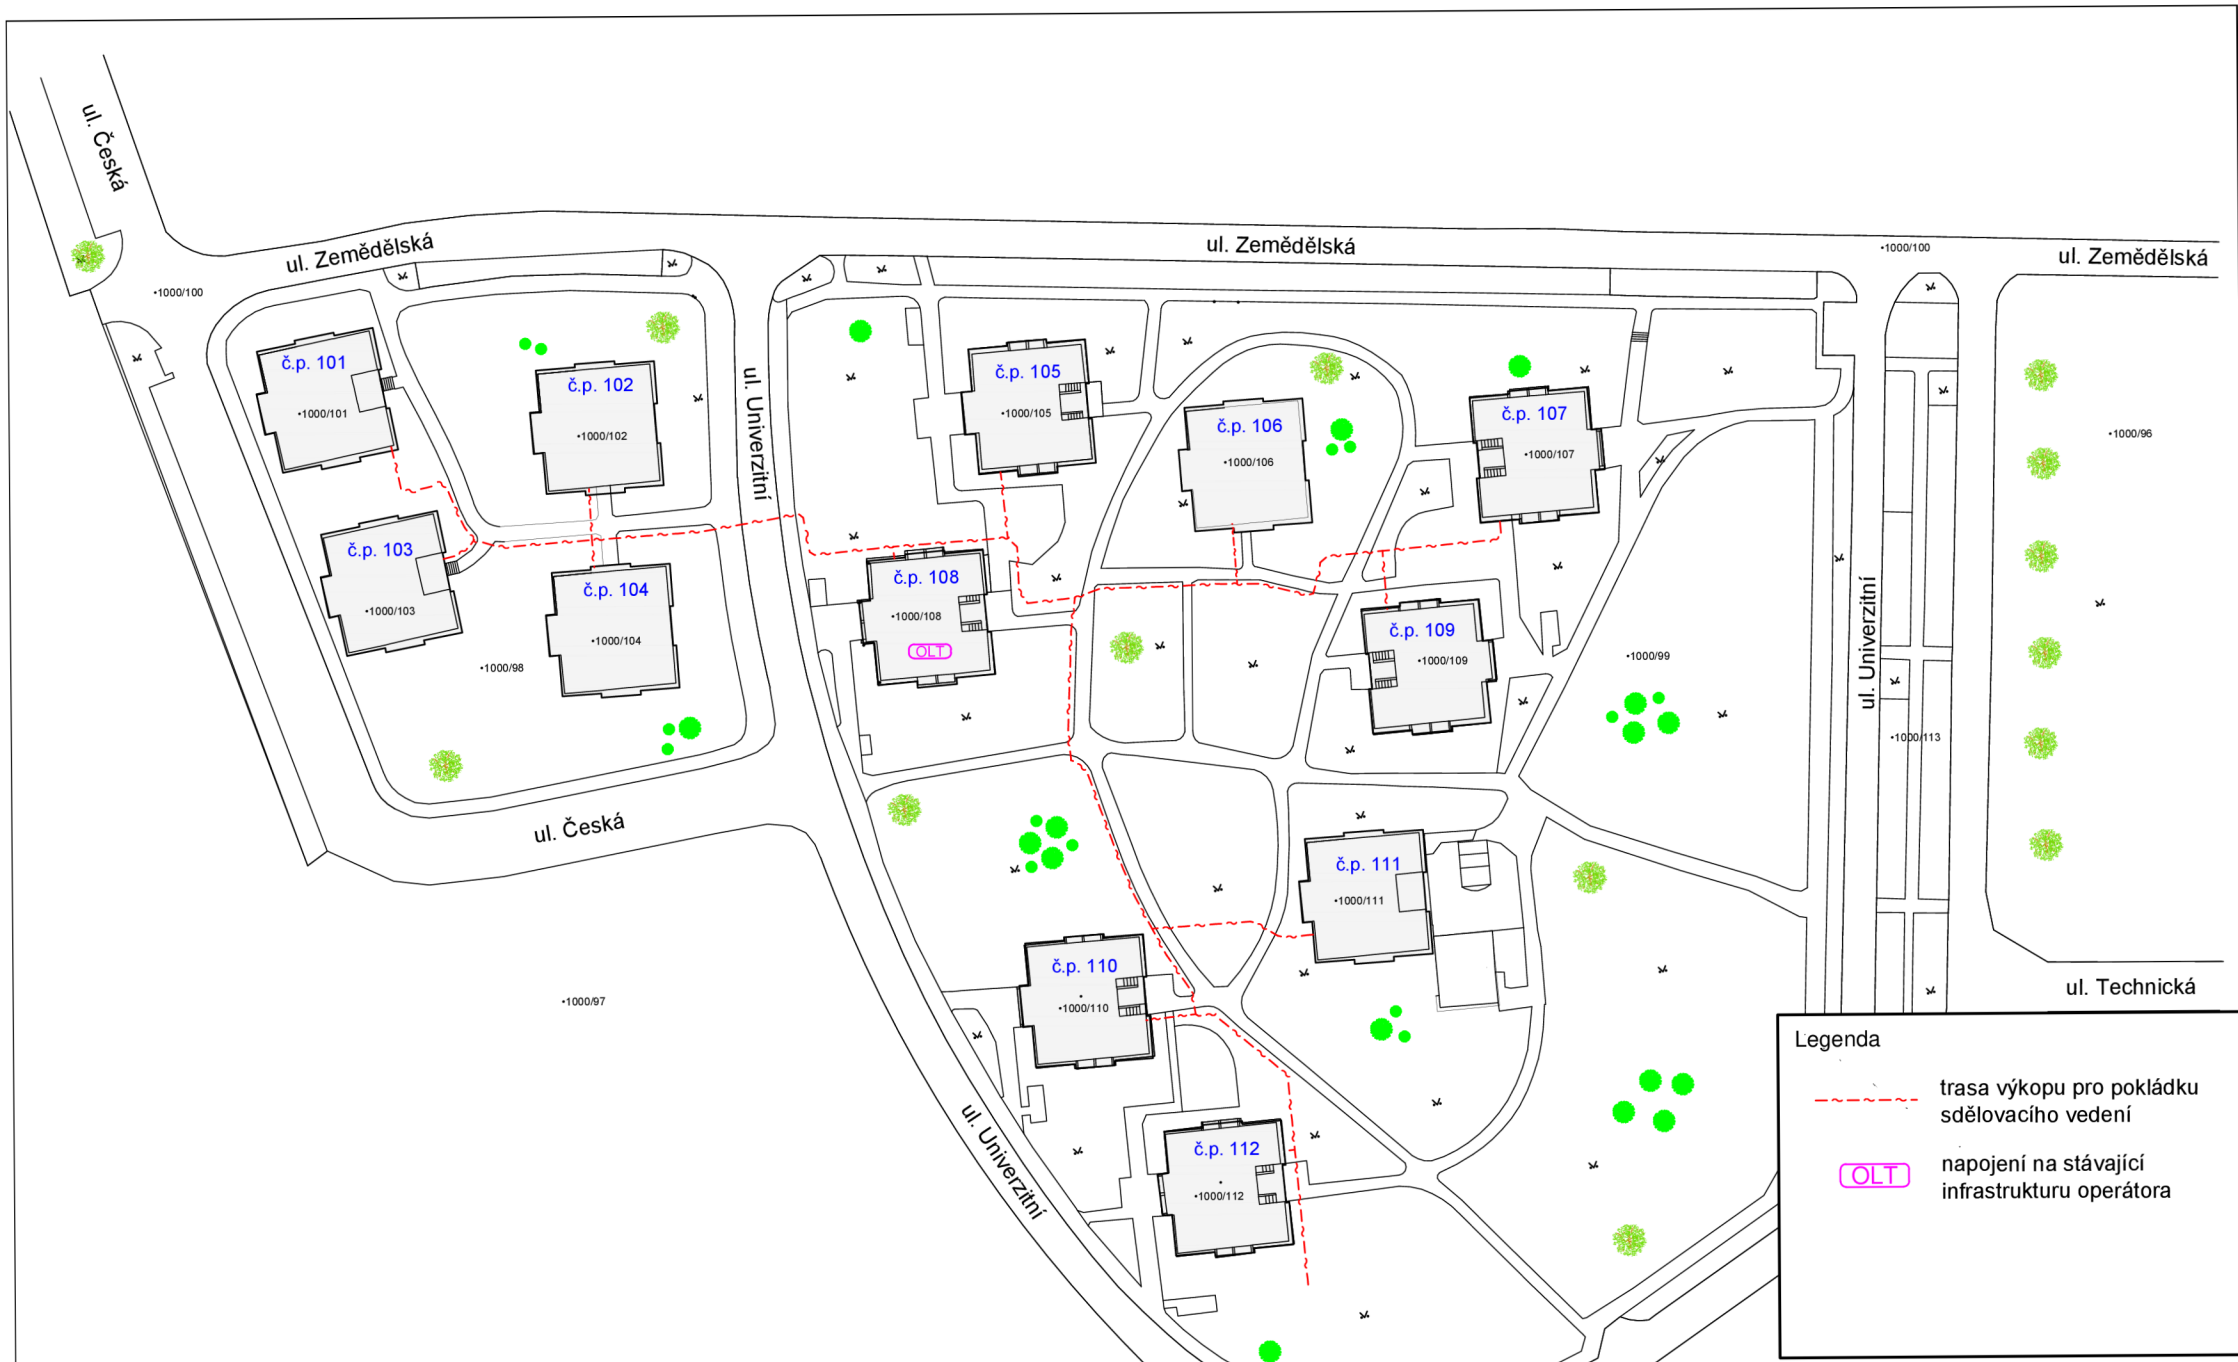 ul. Česká
ul. Zemědělská
ul. Zemědělská
•1000/100
ul. Zemědělská
•1000/100
č.p. 101
•1000/101
č.p. 102
•1000/102
ul. Univerzitní
č.p. 105
•1000/105
č.p. 106
•1000/106
č.p. 107
•1000/107
•1000/96
č.p. 103
•1000/103
č.p. 104
•1000/104
•1000/98
č.p. 108
•1000/108
OLT
č.p. 109
•1000/109
•1000/99
ul. Univerzitní
•1000/113
ul. Česká
č.p. 111
•1000/111
č.p. 110
•1000/110
•1000/97
ul. Technická
ul. Univerzitní
č.p. 112
•1000/112
Legenda
trasa výkopu pro pokládku
sdělovacího vedení
OLT
napojení na stávající
infrastrukturu operátora